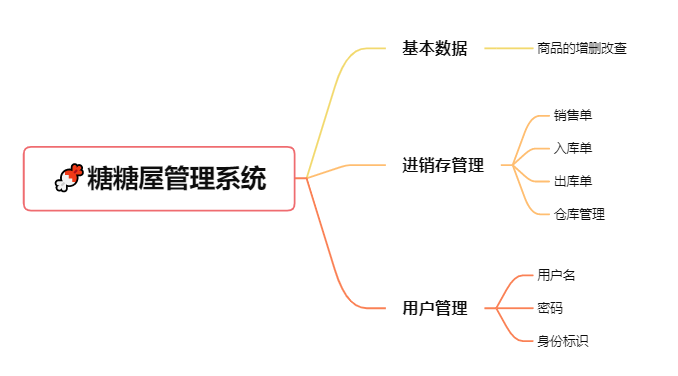 糖糖屋管理系统
基本数据
商品的增删改查
进销存管理
销售单
入库单
出库单
仓库管理
用户管理
用户名
密码
身份标识